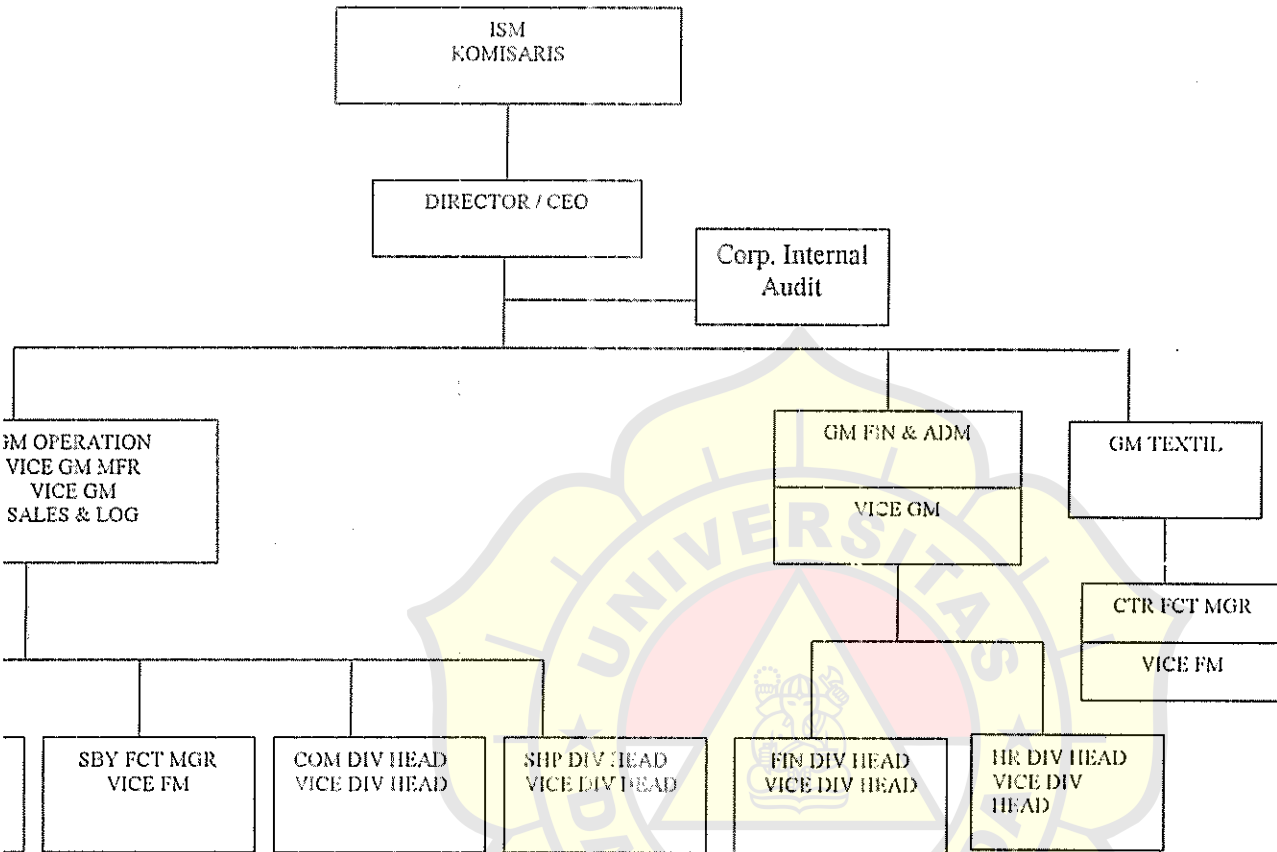 ISM
KOMISARIS
DIRECTOR / CEO
Corp. Internal
Audit
GM OPERATION
VICE GM MFR
VICE GM
SALES & LOG
GM FIN & ADM
VICE GM
GM TEXTIL
CTR FCT MGR
VICE FM
SBY FCT MGR
VICE FM
COM DIV HEAD
VICE DIV HEAD
SHP DIV HEAD
VICE DIV HEAD
FIN DIV HEAD
VICE DIV HEAD
HR DIV HEAD
VICE DIV
HEAD
UNIVERSITAS